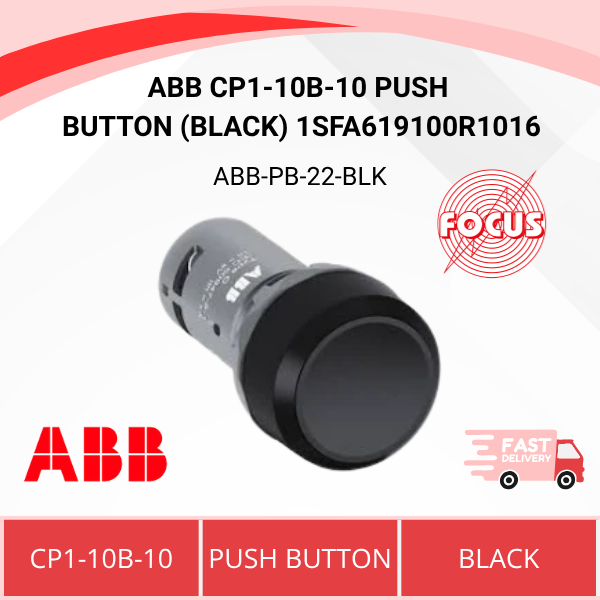 ABB CP1-10B-10 PUSH
BUTTON (BLACK) 1SFA619100R1016
ABB-PB-22-BLK
FOCUS
ABB
ABB
FAST
DELIVERY
CP1-10B-10
PUSH BUTTON
BLACK